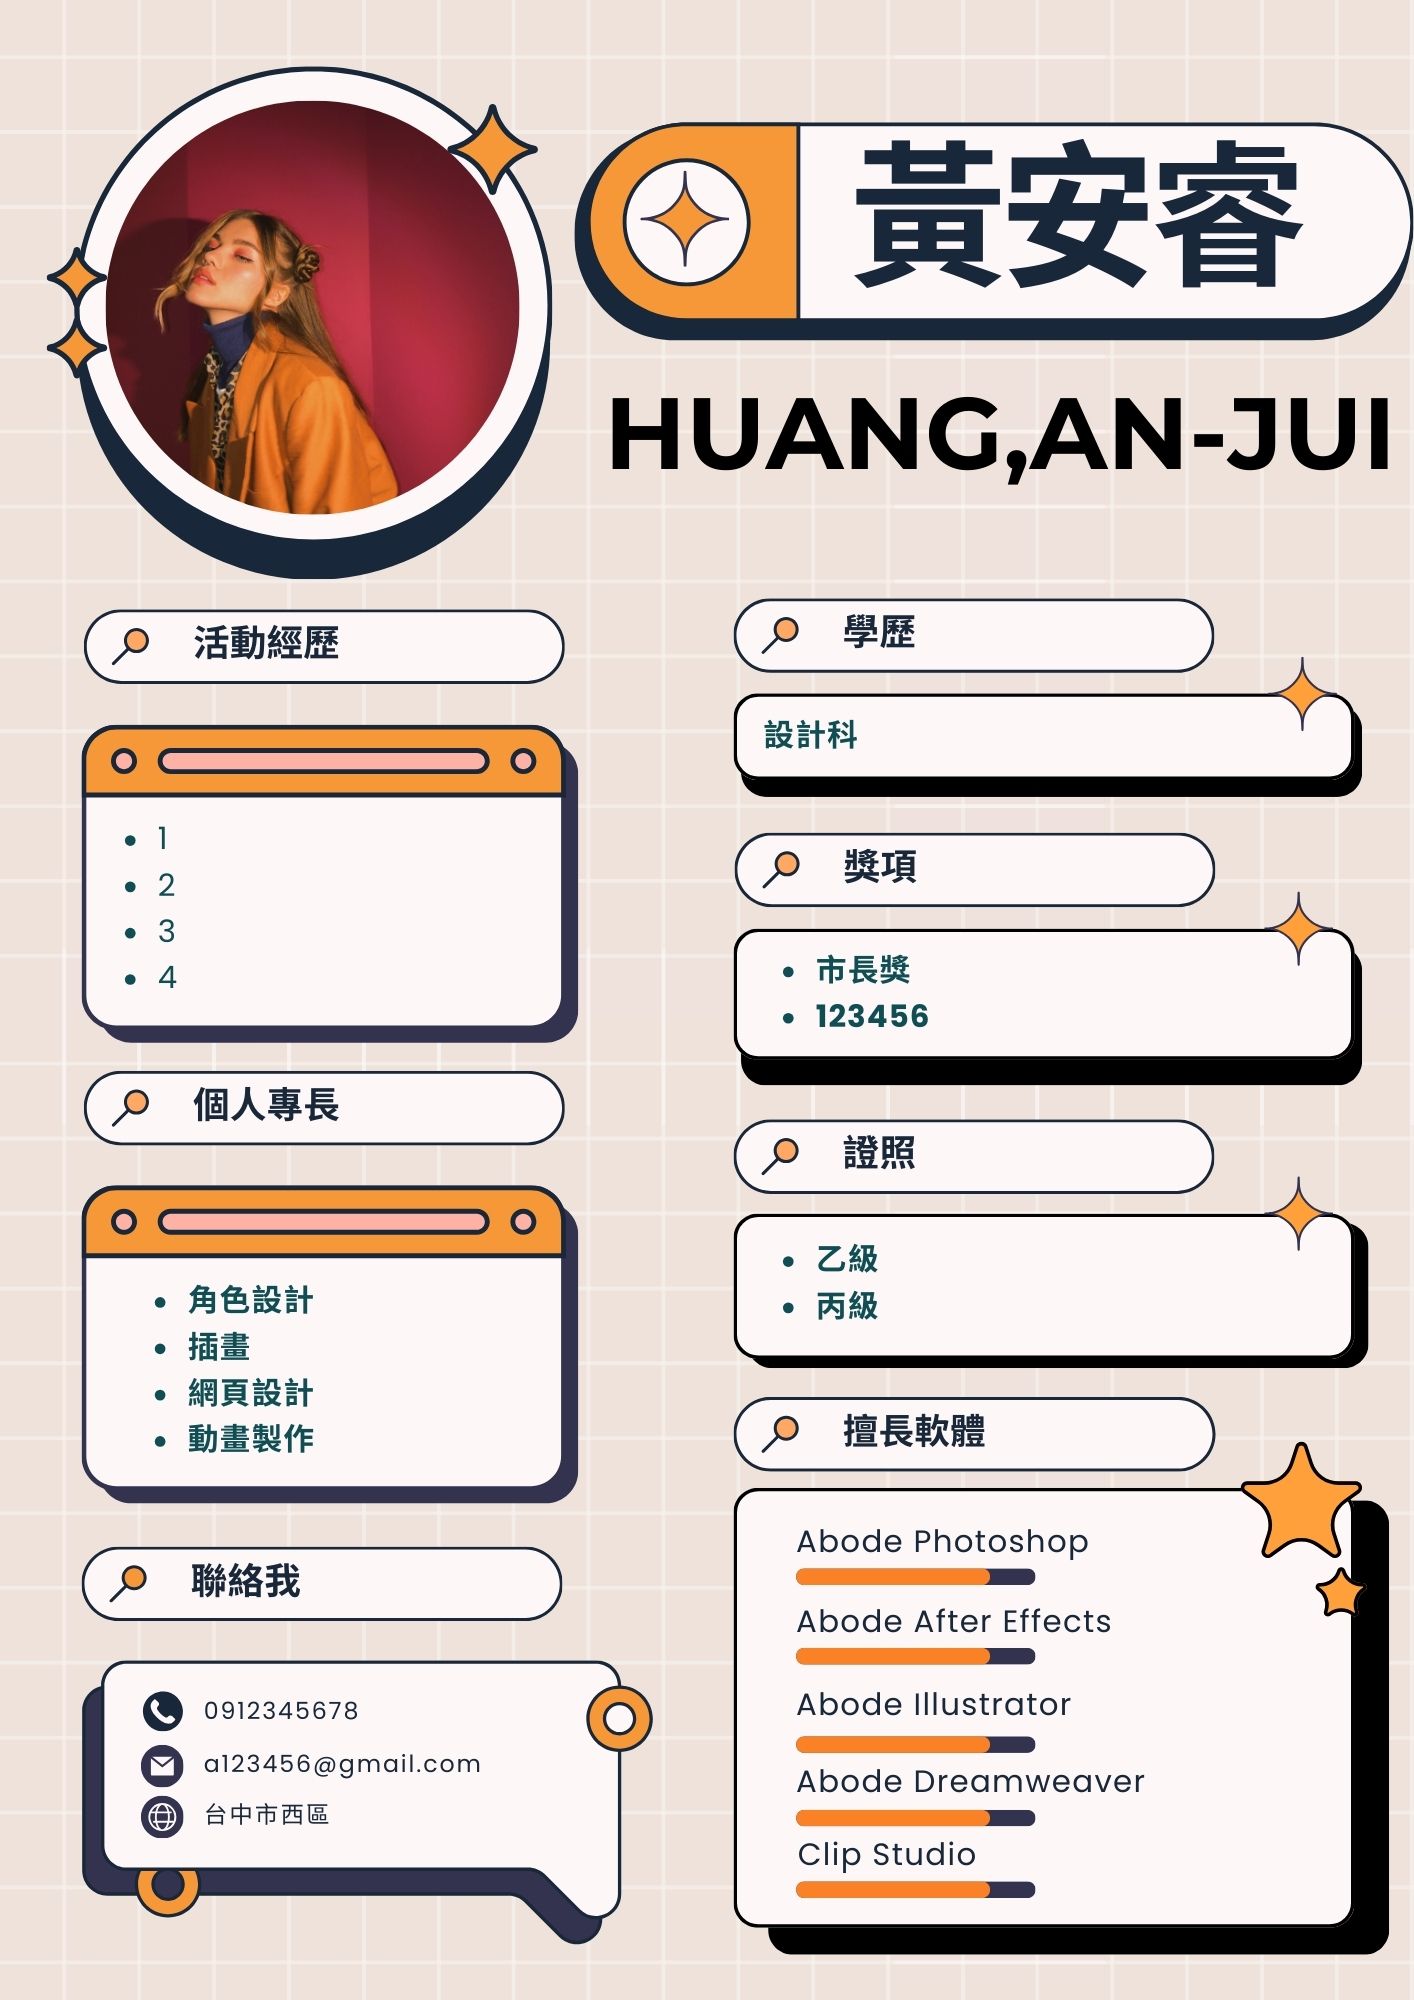 黃安睿
HUANG,AN-JUI
活動經歷
1
2
3
4
個人專長
角色設計
插畫
網頁設計
動畫製作
聯絡我
0912345678
a123456@gmail.com
台中市西區
學歷
設計科
獎項
市長獎
123456
證照
乙級
丙級
擅長軟體
Abode Photoshop
Abode After Effects
Abode Illustrator
Abode Dreamweaver
Clip Studio